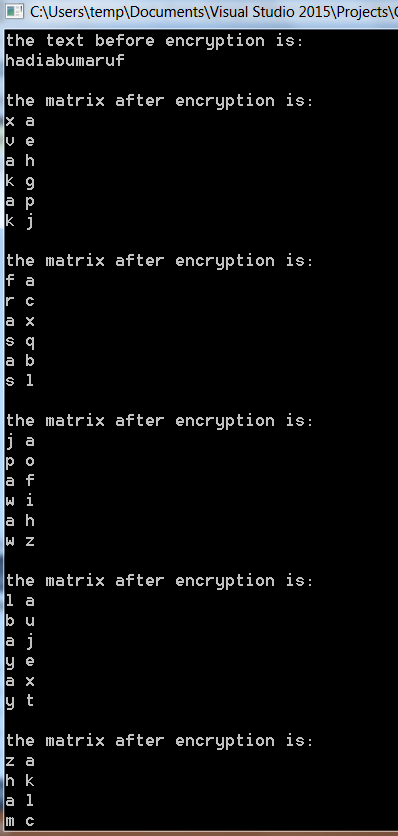 C:\Users\temp\Documents\Visual Studio 2015\Projects\
the text before encryption is:
hadiabumaruf
the matrix after encryption is:
x a
v e
a h
k g
a p
k j
the matrix after encryption is:
f a
r c
a x
s q
a b
s l
the matrix after encryption is:
j a
p o
a f
w i
a h
w z
the matrix after encryption is:
l a
b u
a j
y e
a x
y t
the matrix after encryption is:
z a
h k
a l
m c